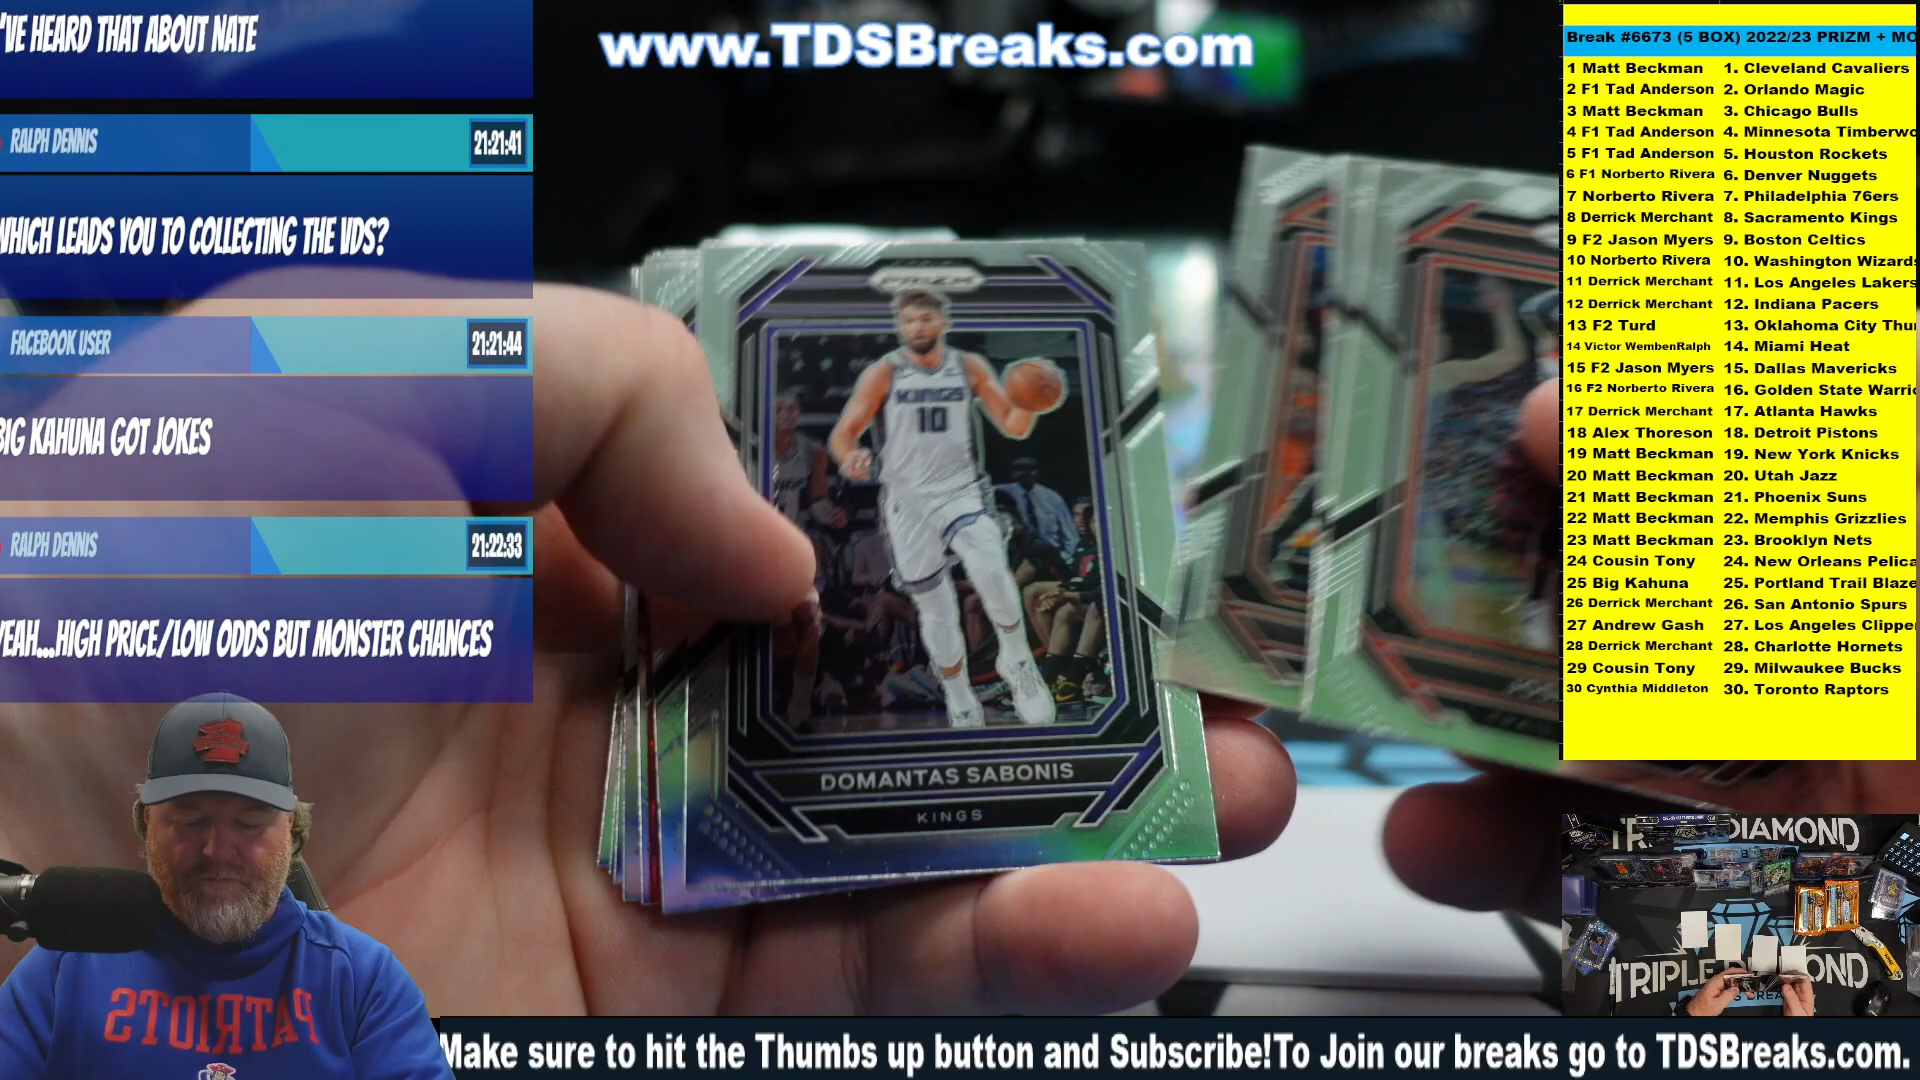 'VE HEARD THAT ABOUT NATE
RALPH DENNIS
21:21:41
WHICH LEADS YOU TO COLLECTING THE VDS?
FACEBOOK USER
21:21:44
BIG KAHUNA GOT JOKES
RALPH DENNIS
21:22:33
YEAH...HIGH PRICE/LOW ODDS BUT MONSTER CHANCES
www.TDSBreaks.com
PRIZM
KINGS
10
DOMANTAS SABONIS
KINGS
Break #6673 (5 BOX) 2022/23 PRIZM + MO
1 Matt Beckman 1. Cleveland Cavaliers
2 F1 Tad Anderson 2. Orlando Magic
3 Matt Beckman 3. Chicago Bulls
4 F1 Tad Anderson 4. Minnesota Timberwo
5 F1 Tad Anderson 5. Houston Rockets
6 F1 Norberto Rivera 6. Denver Nuggets
7 Norberto Rivera 7. Philadelphia 76ers
8 Derrick Merchant 8. Sacramento Kings
9 F2 Jason Myers 9. Boston Celtics
10 Norberto Rivera 10. Washington Wizards
11 Derrick Merchant 11. Los Angeles Lakers
12 Derrick Merchant 12. Indiana Pacers
13 F2 Turd 13. Oklahoma City Thu
14 Victor WembenRalph 14. Miami Heat
15 F2 Jason Myers 15. Dallas Mavericks
16 F2 Norberto Rivera 16. Golden State Warri
17 Derrick Merchant 17. Atlanta Hawks
18 Alex Thoreson 18. Detroit Pistons
19 Matt Beckman 19. New York Knicks
20 Matt Beckman 20. Utah Jazz
21 Matt Beckman 21. Phoenix Suns
22 Matt Beckman 22. Memphis Grizzlies
23 Matt Beckman 23. Brooklyn Nets
24 Cousin Tony 24. New Orleans Pelica
25 Big Kahuna 25. Portland Trail Blaze
26 Derrick Merchant 26. San Antonio Spurs
27 Andrew Gash 27. Los Angeles Clipper
28 Derrick Merchant 28. Charlotte Hornets
29 Cousin Tony 29. Milwaukee Bucks
30 Cynthia Middleton 30. Toronto Raptors
PATRIOTS
DIAMOND
TRIPLE
Make sure to hit the Thumbs up button and Subscribe!To Join our breaks go to TDSBreaks.com.